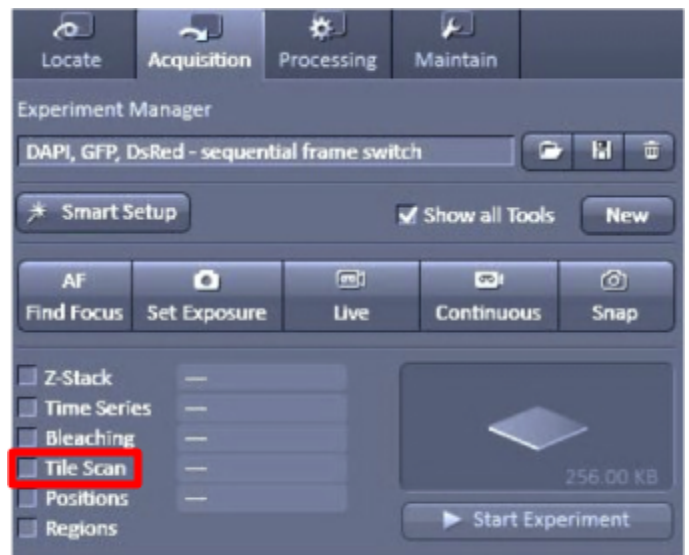 Locate Acquisition Processing Maintain
Experiment Manager
DAPI, GFP, DsRed - sequential frame switch
Smart Setup Show all Tools New
AF
Find Focus Set Exposure Live Continuous Snap
Z-Stack —
Time Series —
Bleaching —
Tile Scan —
Positions —
Regions
256.00 KB
Start Experiment